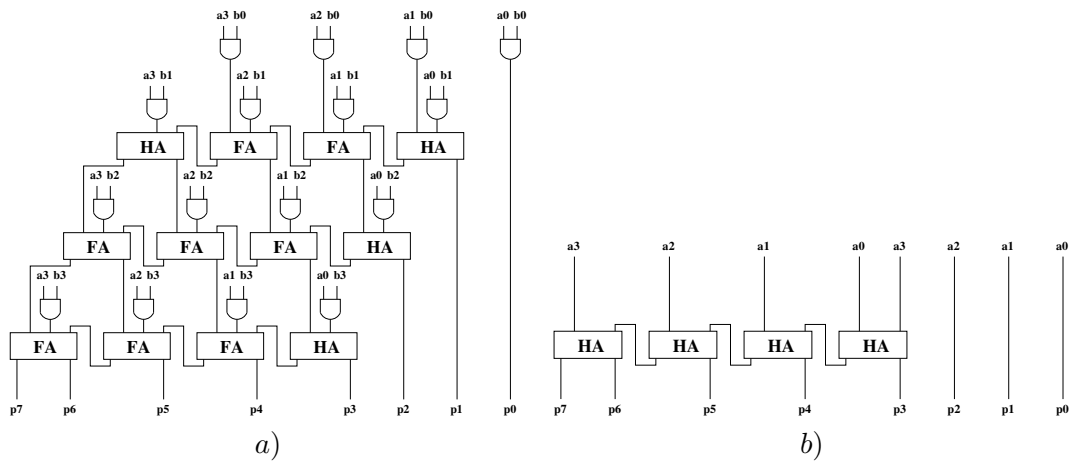 a3 b0 a2 b0 a1 b0 a0 b0
a3 b1 a2 b1 a1 b1 a0 b1
HA FA FA HA
a3 b2 a2 b2 a1 b2 a0 b2
FA FA FA HA
a3 b3 a2 b3 a1 b3 a0 b3
FA FA FA HA
p7 p6 p5 p4 p3 p2 p1 p0
a)
a3 a2 a1 a0 a3 a2 a1 a0
HA HA HA HA
p7 p6 p5 p4 p3 p2 p1 p0
b)